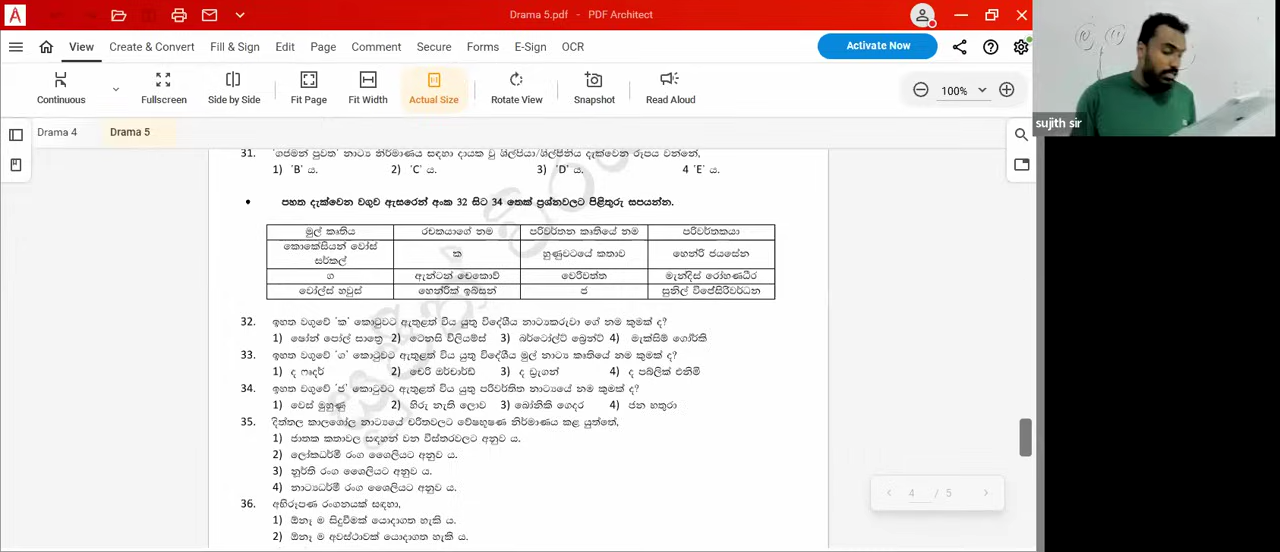 Drama 5.pdf - PDF Architect
View Create & Convert Fill & Sign Edit Page Comment Secure Forms E-Sign OCR Activate Now
Continuous Fullscreen Side by Side Fit Page Fit Width Actual Size Rotate View Snapshot Read Aloud 100%
sujith sir
Drama 4 Drama 5
31. 'ගජමන් පුවත' නාට්‍ය නිර්මාණය සඳහා දායක වූ ශිල්පියා/ශිල්පිනිය දැක්වෙන රූපය වන්නේ,
1) 'B' ය. 2) 'C' ය. 3) 'D' ය. 4 'E' ය.
• පහත දැක්වෙන වගුව ඇසරෙන් අංක 32 සිට 34 තෙක් ප්‍රශ්නවලට පිළිතුරු සපයන්න.
මුල් කෘතිය රචකයාගේ නම පරිවර්තන කෘතියේ නම පරිවර්තකයා
කොකේසියන් චෝස් සර්කල් ක හුණුවටයේ කතාව හෙන්රි ජයසේන
ග ඇන්ටන් චෙකොව් චෙරිවත්ත මැන්දිස් රෝහණධීර
ඩෝල්ස් හවුස් හෙන්රික් ඉබ්සන් ජ සුනිල් විජේසිරිවර්ධන
32. ඉහත වගුවේ 'ක' කොටුවට ඇතුළත් විය යුතු විදේශීය නාට්‍යකරුවා ගේ නම කුමක් ද?
1) ෂෝන් පෝල් සාත්‍රෙ 2) ටෙනසි විලියම්ස් 3) බර්ටෝල්ට් බ්‍රෙෂ්ට් 4) මැක්සිම් ගෝර්කි
33. ඉහත වගුවේ 'ග' කොටුවට ඇතුළත් විය යුතු විදේශීය මුල් නාට්‍ය කෘතියේ නම කුමක් ද?
1) ද ෆාදර් 2) චෙරි ඕර්චාර්ඩ් 3) ද ඩ්‍රැගන් 4) ද පබ්ලික් එනිමි
34. ඉහත වගුවේ 'ජ' කොටුවට ඇතුළත් විය යුතු පරිවර්තිත නාට්‍යයේ නම කුමක් ද?
1) වෙස් මුහුණු 2) හිරු නැති ලොව 3) බෝනික්කි ගෙදර 4) ජන හතුරා
35. දිත්තල කාලගෝල නාට්‍යයේ චරිතවලට වේෂභූෂණ නිර්මාණය කළ යුත්තේ,
1) ජාතක කතාවල සඳහන් වන විස්තරවලට අනුව ය.
2) ලෝකධර්මී රංග ශෛලියට අනුව ය.
3) නූර්ති රංග ශෛලියට අනුව ය.
4) නාට්‍යධර්මී රංග ශෛලියට අනුව ය.
36. අභිරූපණ රංගනයක් සඳහා,
1) ඕනෑ ම සිදුවීමක් යොදාගත හැකි ය.
2) ඕනෑ ම අවස්ථාවක් යොදාගත හැකි ය.
4 / 5